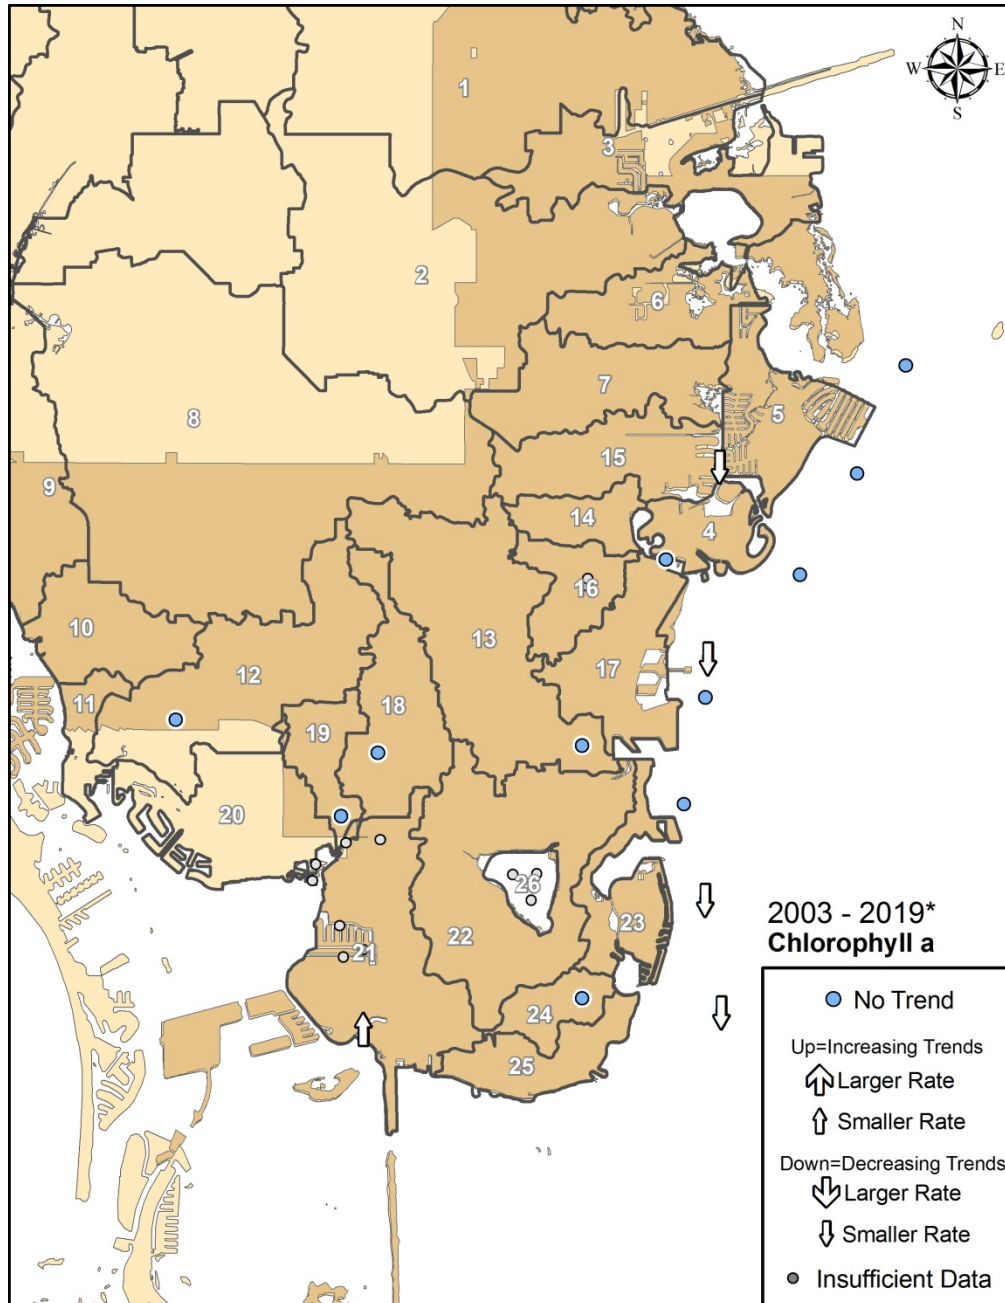 N
W E
S
1
3
2
6
7
5
8
15
9
14
4
16
10
13
17
12
11
18
19
20
26
23
22
21
24
25
2003 - 2019*
Chlorophyll a
No Trend
Up=Increasing Trends
Larger Rate
Smaller Rate
Down=Decreasing Trends
Larger Rate
Smaller Rate
Insufficient Data